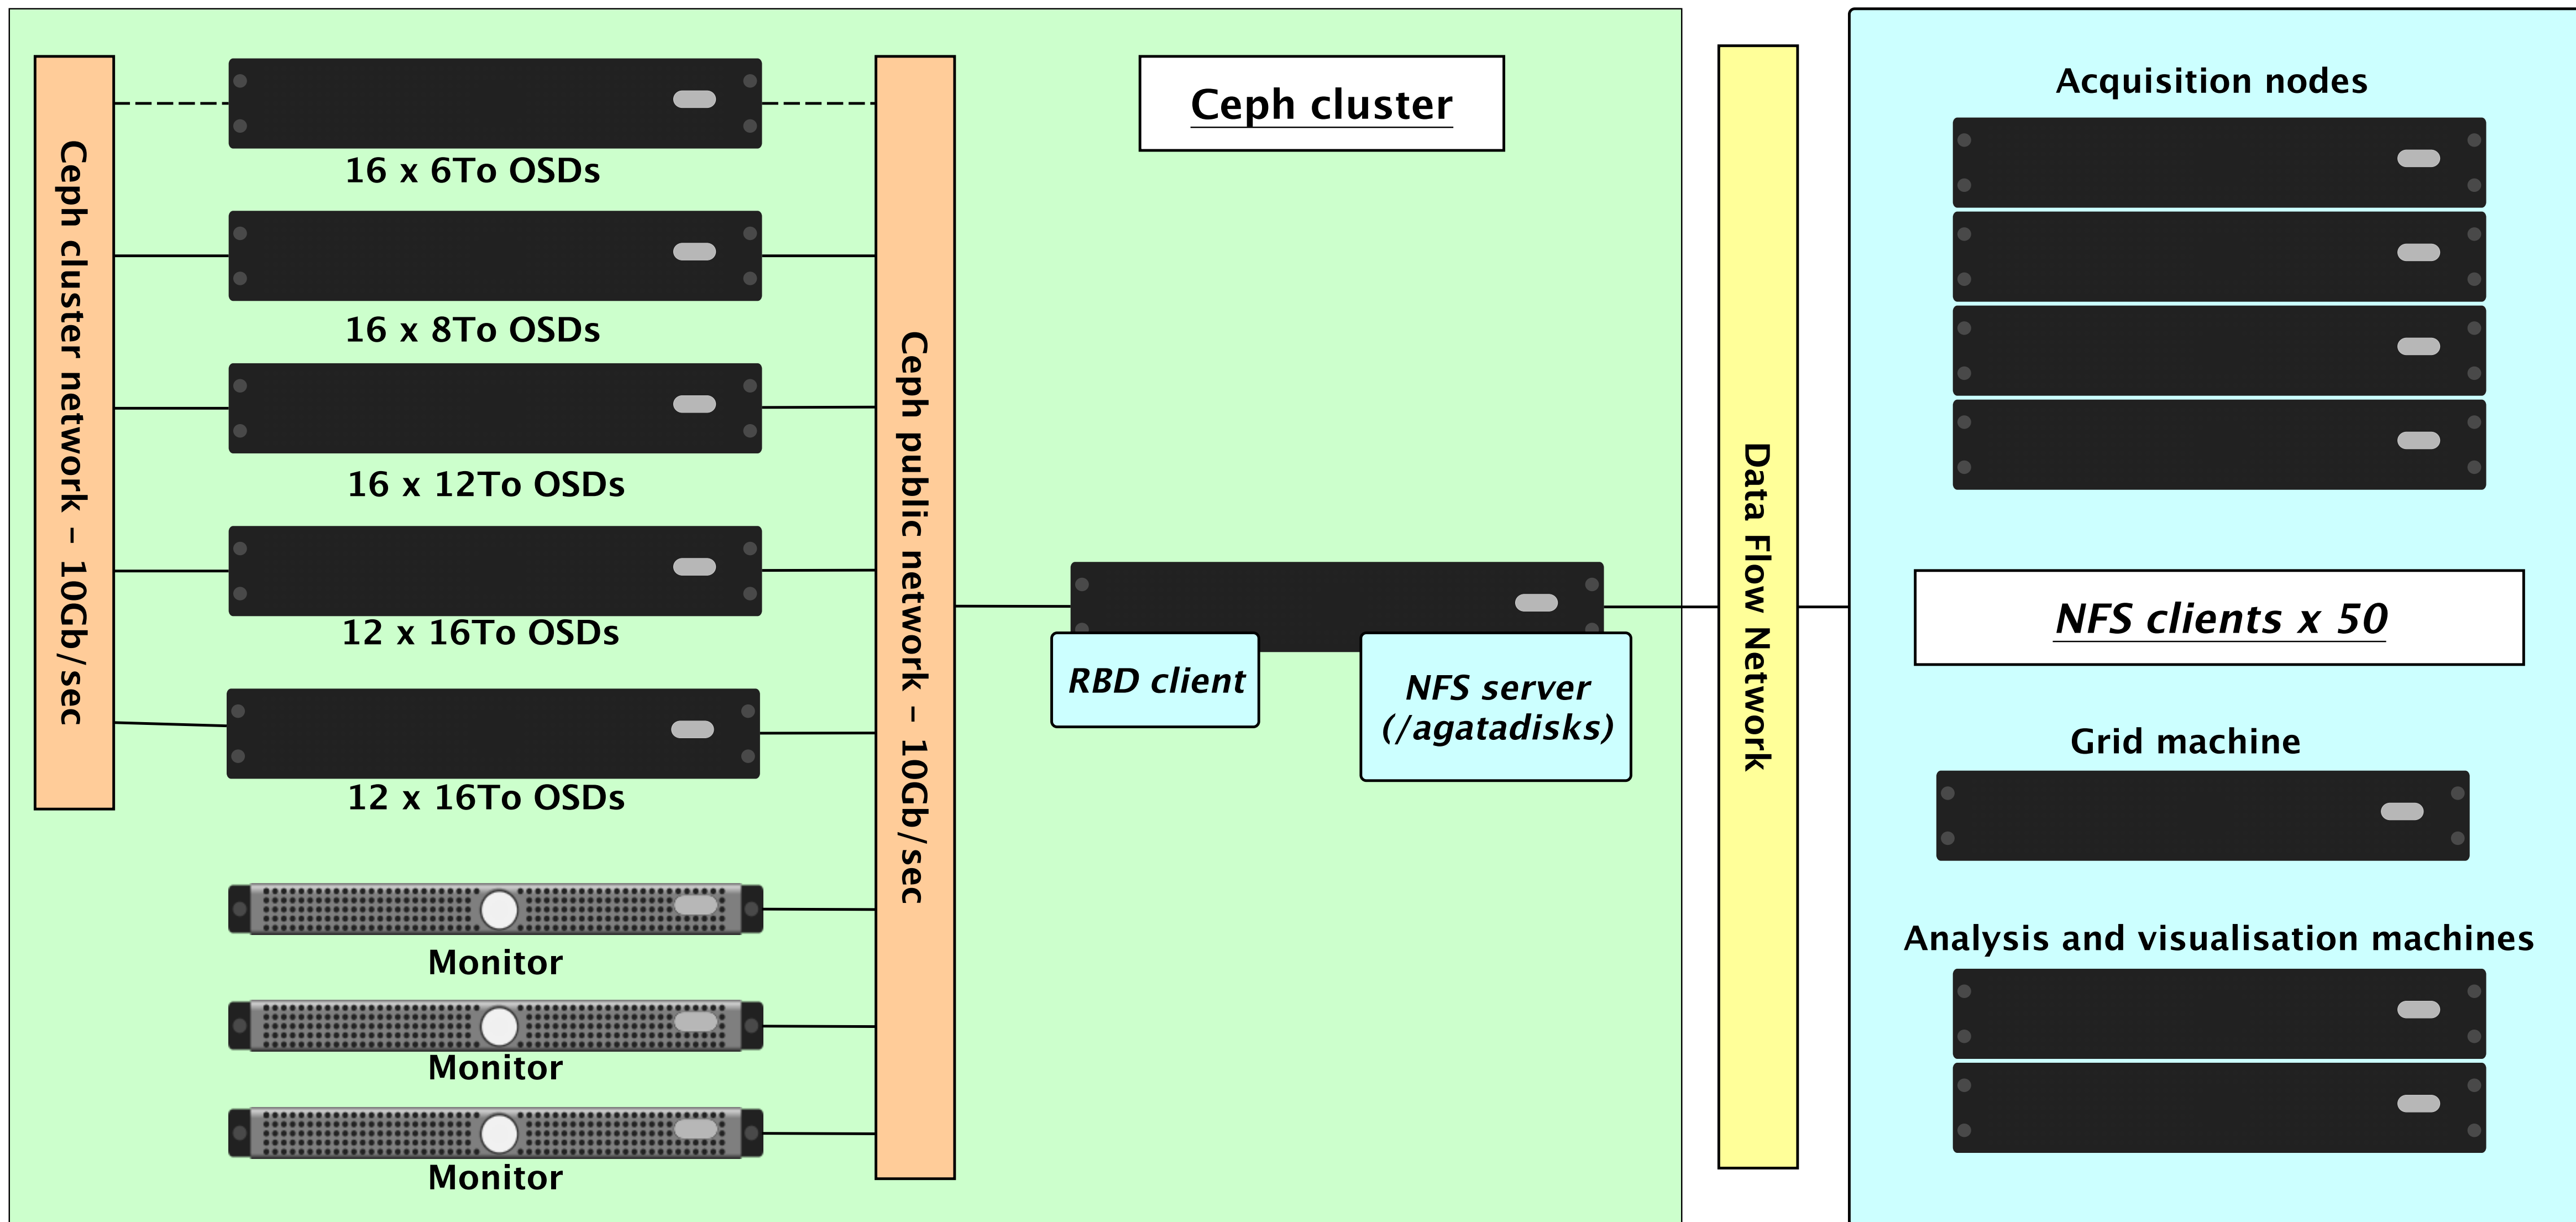 Ceph cluster network – 10Gb/sec
16 x 6To OSDs
16 x 8To OSDs
16 x 12To OSDs
12 x 16To OSDs
12 x 16To OSDs
Monitor
Monitor
Monitor
Ceph public network – 10Gb/sec
Ceph cluster
RBD client
NFS server
(/agatadisks)
Data Flow Network
Acquisition nodes
NFS clients x 50
Grid machine
Analysis and visualisation machines